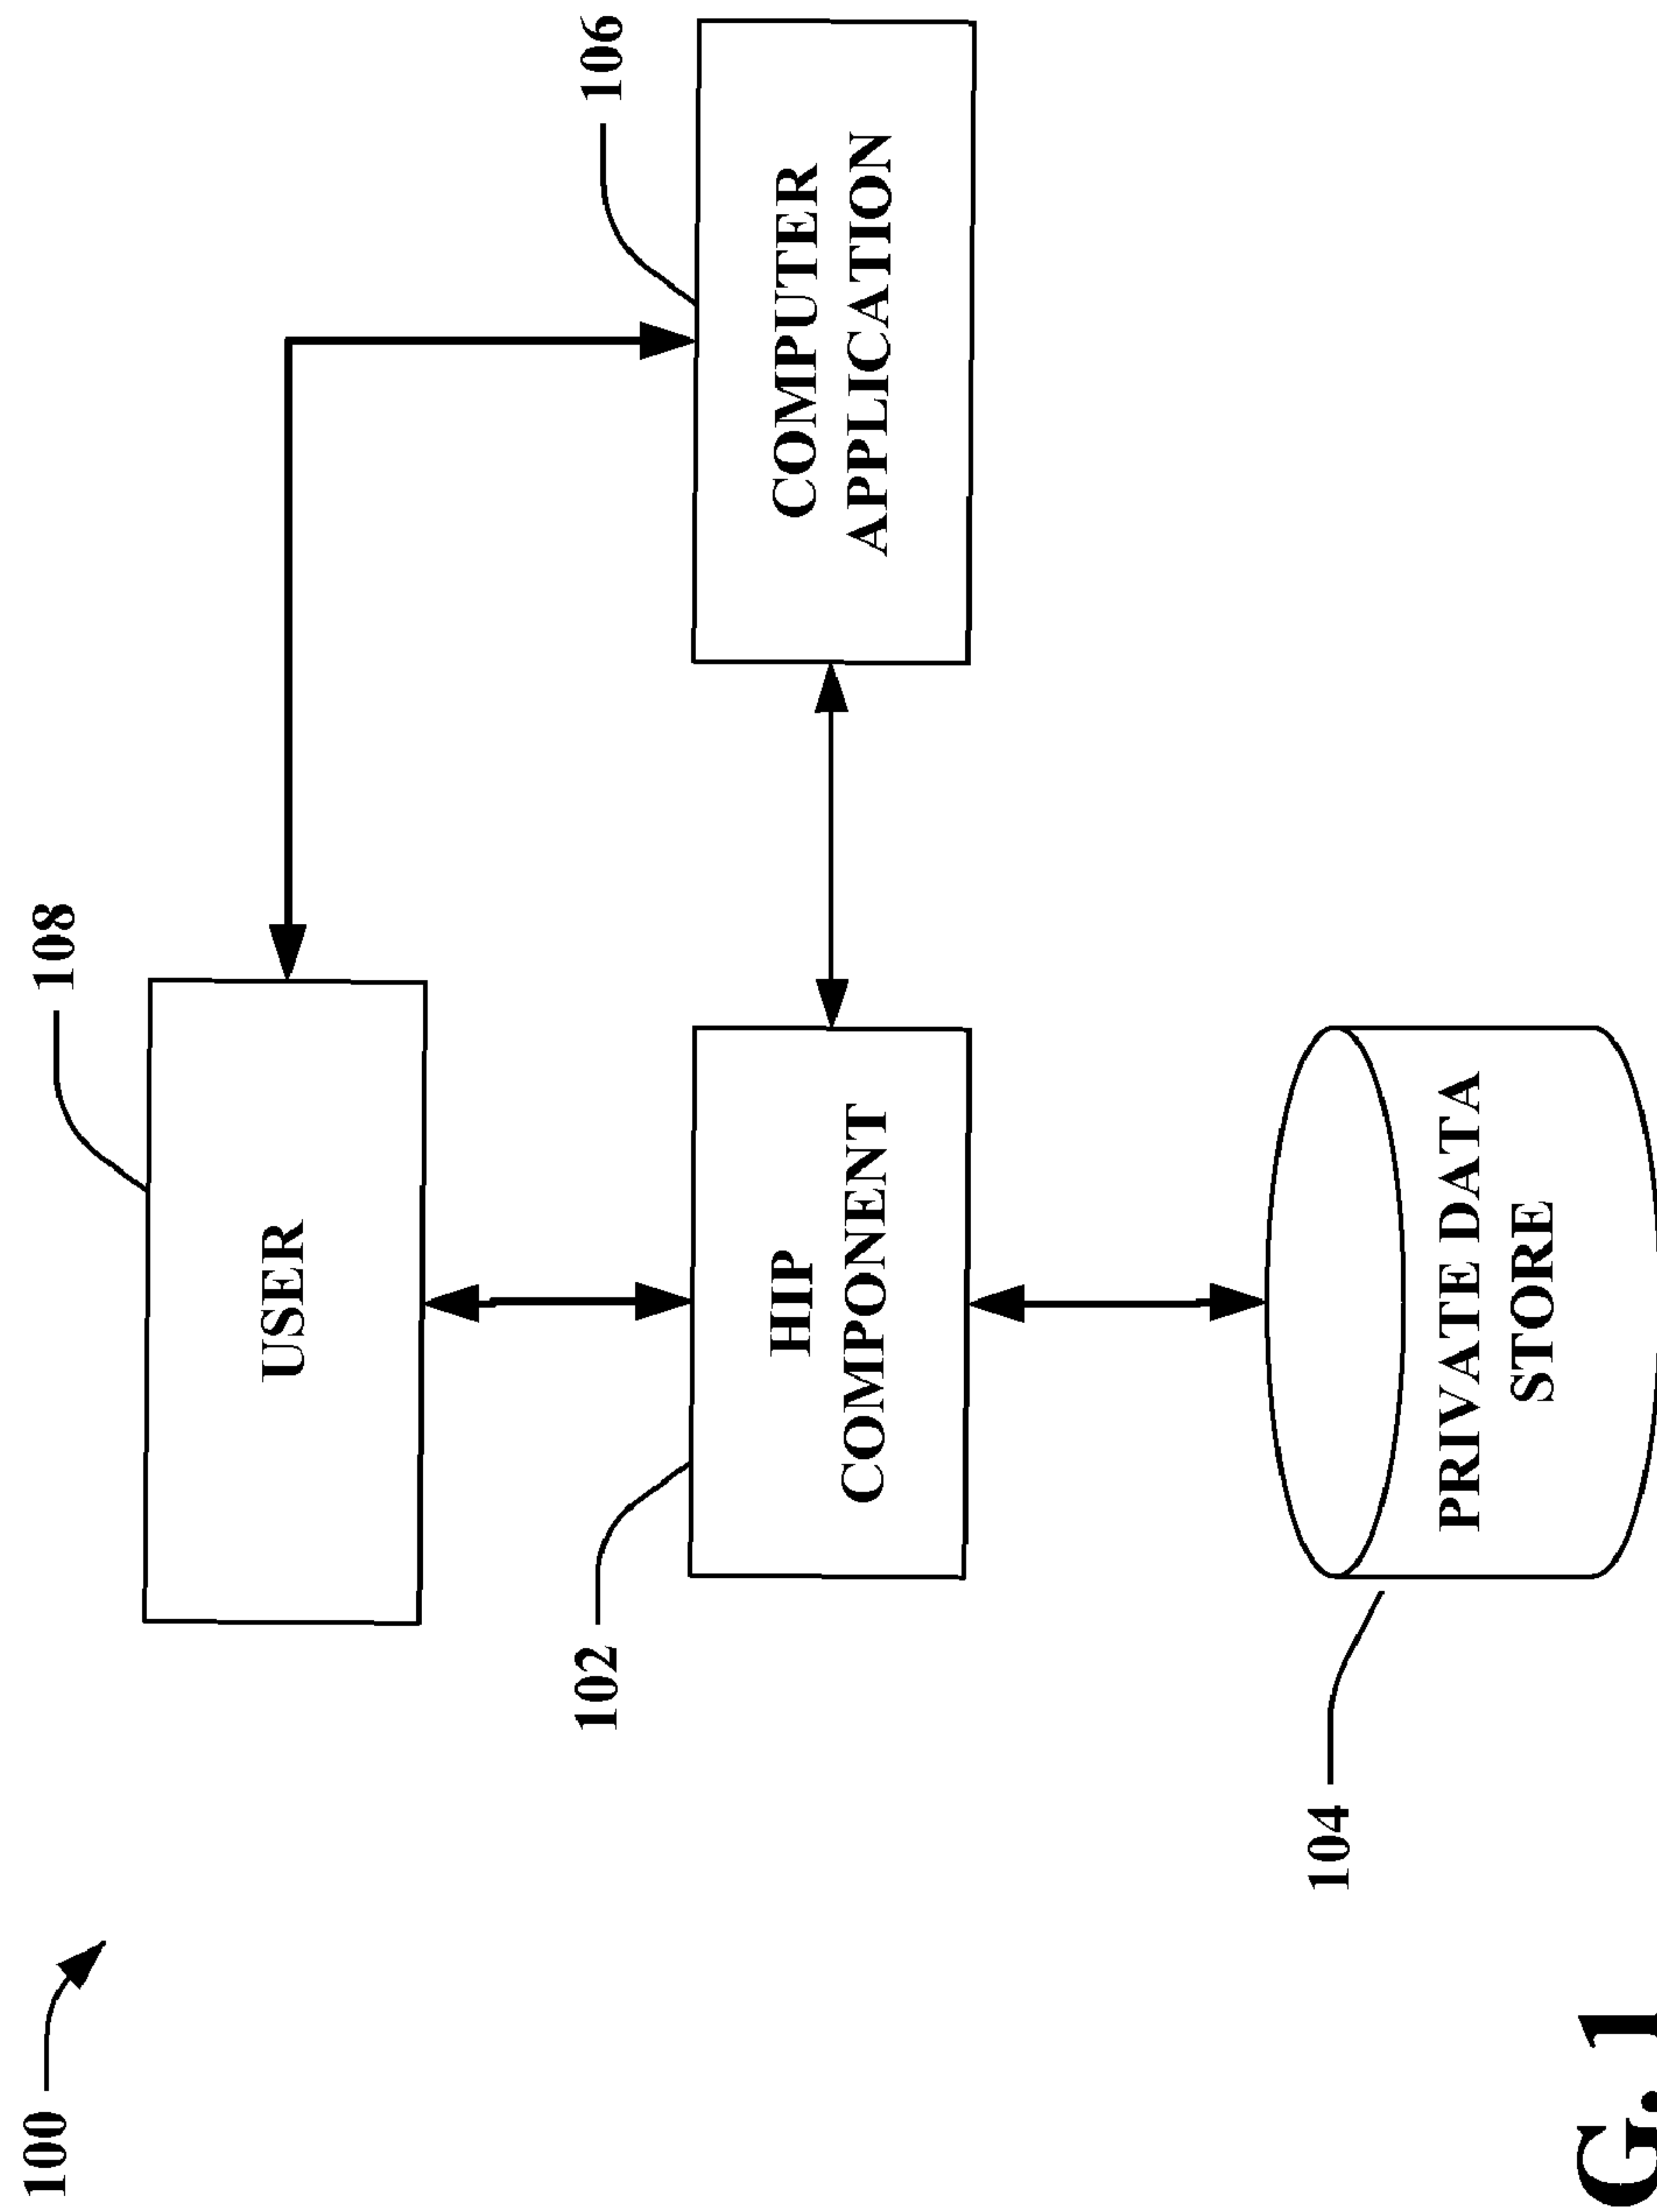 100
108
USER
106
102
HIP
COMPONENT
COMPUTER
APPLICATION
104
PRIVATE DATA
STORE
G. 1